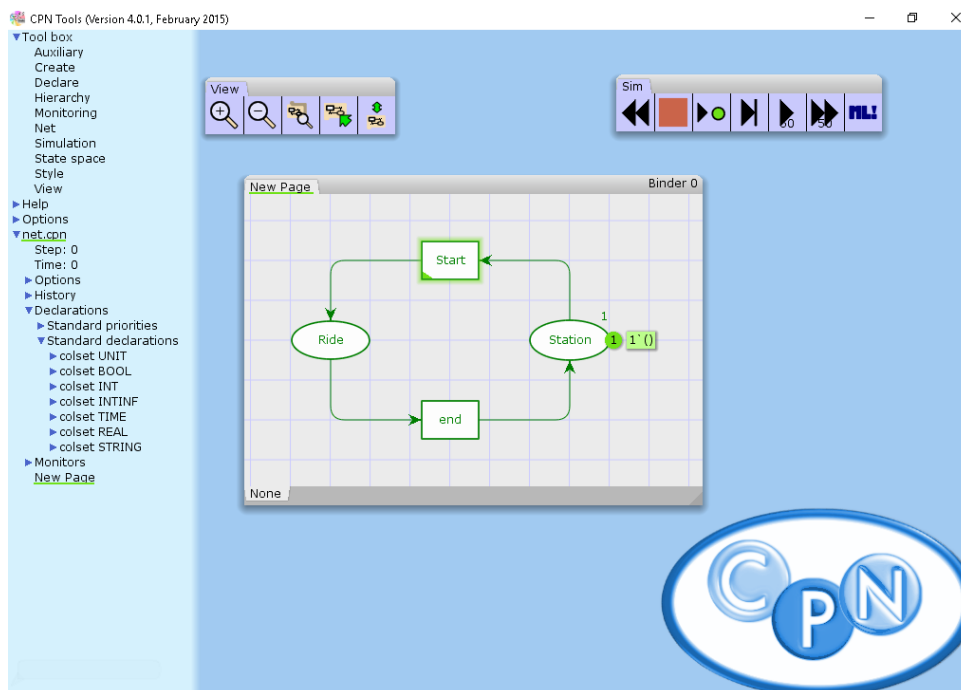 CPN Tools (Version 4.0.1, February 2015)
Tool box
Auxiliary
Create
Declare
Hierarchy
Monitoring
Net
Simulation
State space
Style
View
Help
Options
net.cpn
Step: 0
Time: 0
Options
History
Declarations
Standard priorities
Standard declarations
colset UNIT
colset BOOL
colset INT
colset INTINF
colset TIME
colset REAL
colset STRING
Monitors
New Page
View
Sim
50
ML!
New Page
Binder 0
Start
1
Ride
Station
1
1`()
end
None
CPN